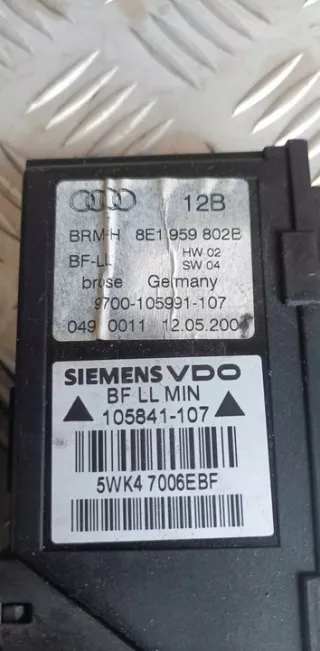 12B
BRM-H 8E1 959 802B
BF-LL HW 02
SW 04
brose Germany
9700-105991-107
049 0011 12.05.200
SIEMENS VDO
BF LL MIN
105841-107
5WK4 7006EBF